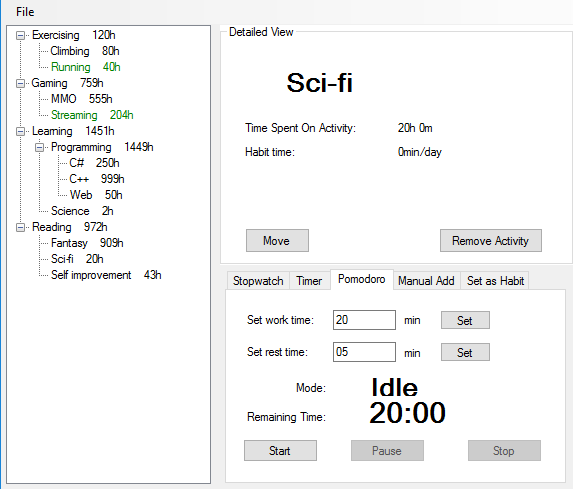 File
Exercising 120h
Climbing 80h
Running 40h
Gaming 759h
MMO 555h
Streaming 204h
Learning 1451h
Programming 1449h
C# 250h
C++ 999h
Web 50h
Science 2h
Reading 972h
Fantasy 909h
Sci-fi 20h
Self improvement 43h
Detailed View
Sci-fi
Time Spent On Activity: 20h 0m
Habit time: 0min/day
Move Remove Activity
Stopwatch Timer Pomodoro Manual Add Set as Habit
Set work time: 20 min Set
Set rest time: 05 min Set
Mode: Idle
Remaining Time: 20:00
Start Pause Stop